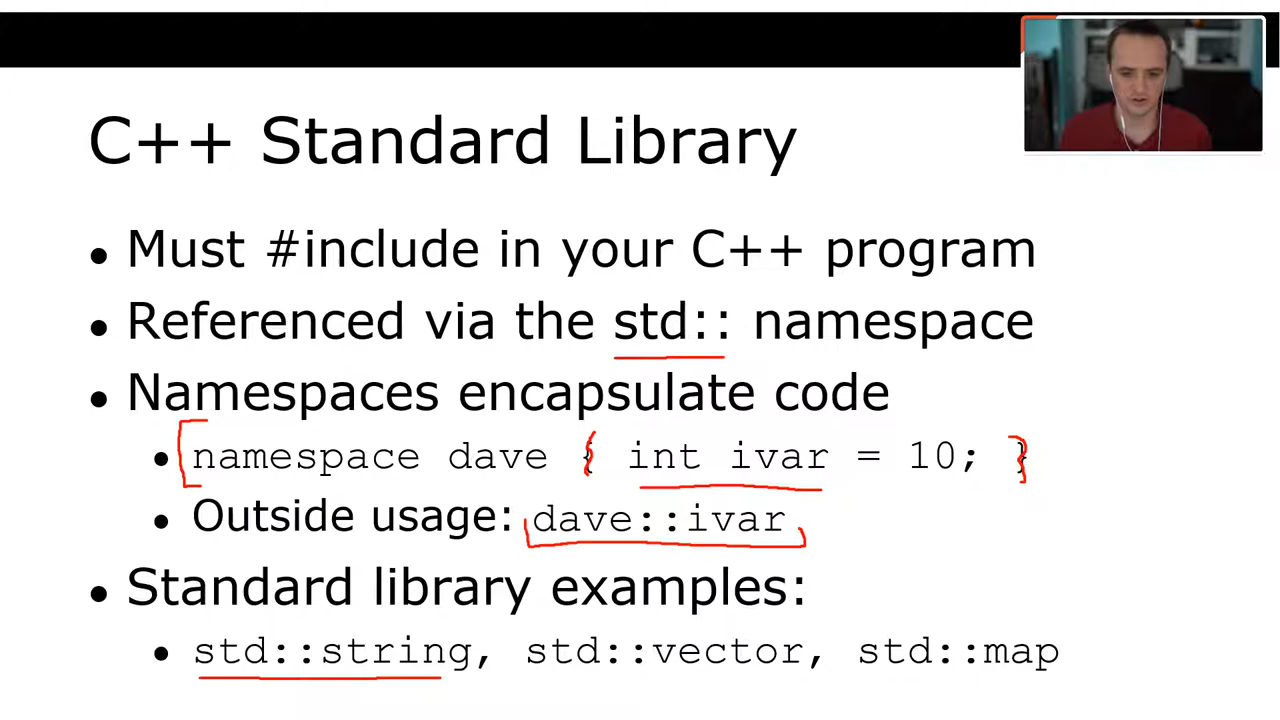 C++ Standard Library
• Must #include in your C++ program
• Referenced via the std:: namespace
• Namespaces encapsulate code
• namespace dave { int ivar = 10; }
• Outside usage: dave::ivar
• Standard library examples:
• std::string, std::vector, std::map